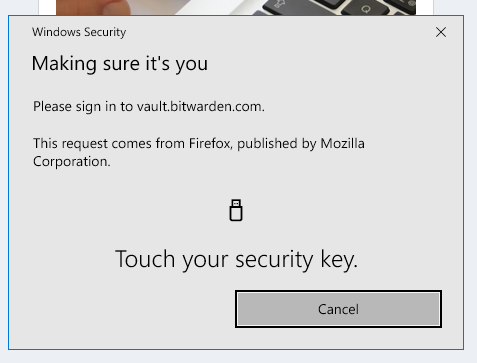 Windows Security
Making sure it's you
Please sign in to vault.bitwarden.com.
This request comes from Firefox, published by Mozilla
Corporation.
Touch your security key.
Cancel